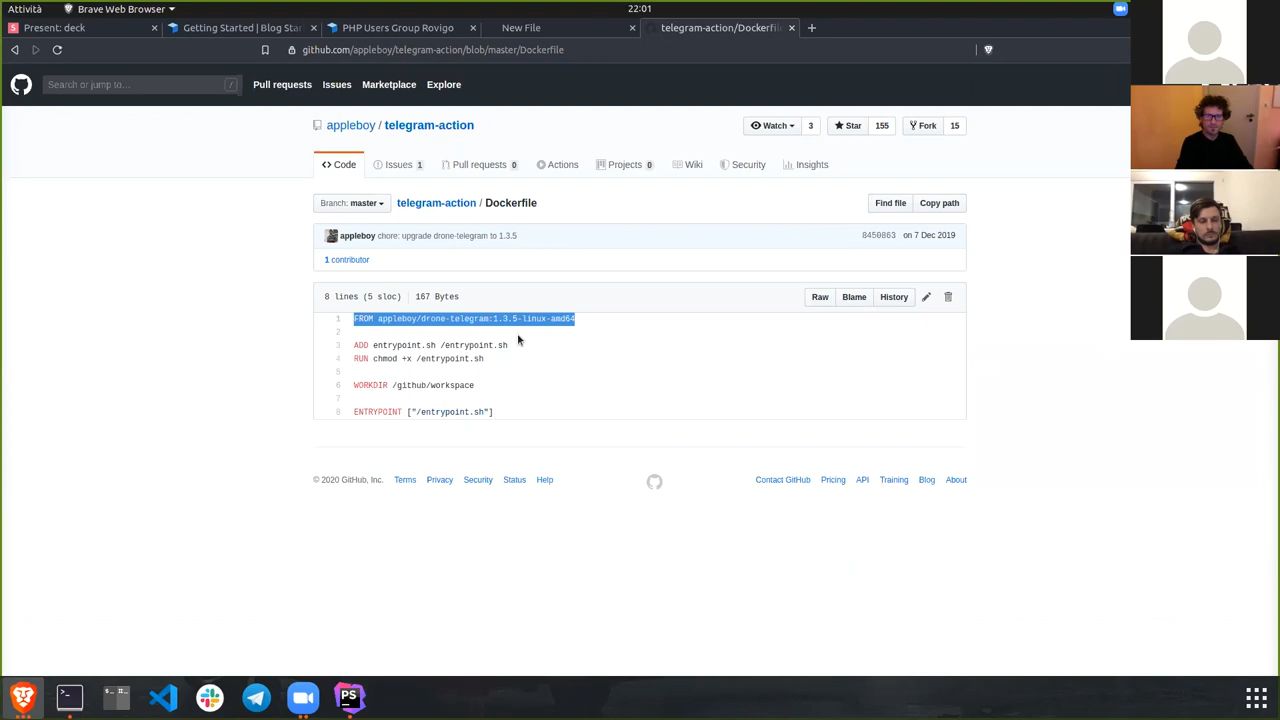 Attività
Brave Web Browser
22:01
Present: deck
Getting Started | Blog Star
PHP Users Group Rovigo
New File
telegram-action/Dockerfile
github.com/appleboy/telegram-action/blob/master/Dockerfile
Search or jump to…
/
Pull requests
Issues
Marketplace
Explore
appleboy / telegram-action
Watch
3
Star
155
Fork
15
Code
Issues 1
Pull requests 0
Actions
Projects 0
Wiki
Security
Insights
Branch: master
telegram-action / Dockerfile
Find file
Copy path
appleboy chore: upgrade drone-telegram to 1.3.5
8450863 on 7 Dec 2019
1 contributor
8 lines (5 sloc) 167 Bytes
Raw
Blame
History
1 FROM appleboy/drone-telegram:1.3.5-linux-amd64
2
3 ADD entrypoint.sh /entrypoint.sh
4 RUN chmod +x /entrypoint.sh
5
6 WORKDIR /github/workspace
7
8 ENTRYPOINT ["/entrypoint.sh"]
© 2020 GitHub, Inc.
Terms
Privacy
Security
Status
Help
Contact GitHub
Pricing
API
Training
Blog
About
PS